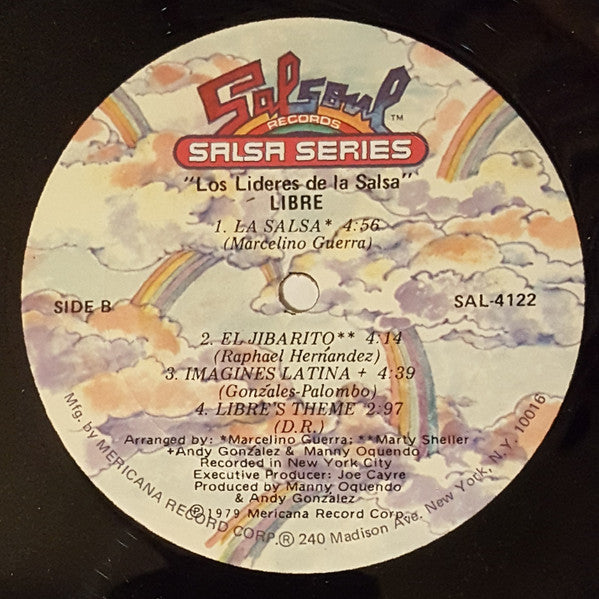 Salsoul TM
RECORDS
SALSA SERIES
"Los Lideres de la Salsa"
LIBRE
1. LA SALSA* 4:56
(Marcelino Guerra)
SIDE B
SAL-4122
2. EL JIBARITO** 4:14
(Raphael Hernández)
3. IMAGINES LATINA + 4:39
(Gonzales-Palombo)
4. LIBRE'S THEME 2:97
(D.R.)
Arranged by: *Marcelino Guerra; **Marty Sheller
+Andy Gonzalez & Manny Oquendo
Recorded in New York City
Executive Producer: Joe Cayre
Produced by Manny Oquendo
& Andy González
℗1979 Mericana Record Corp.
Mfg. by MERICANA RECORD CORP.® 240 Madison Ave. New York, N.Y. 10016